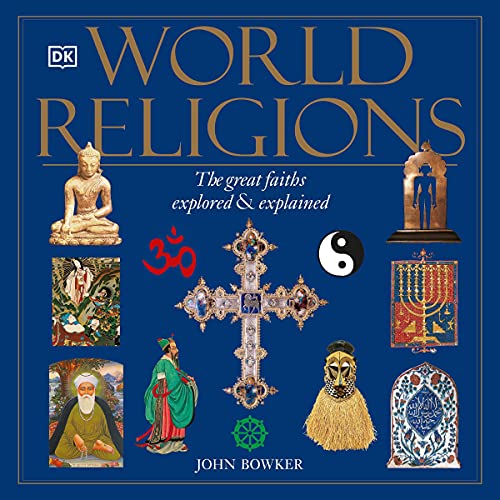 DK
WORLD
RELIGIONS
The great faiths
explored & explained
ॐ
JOHN BOWKER